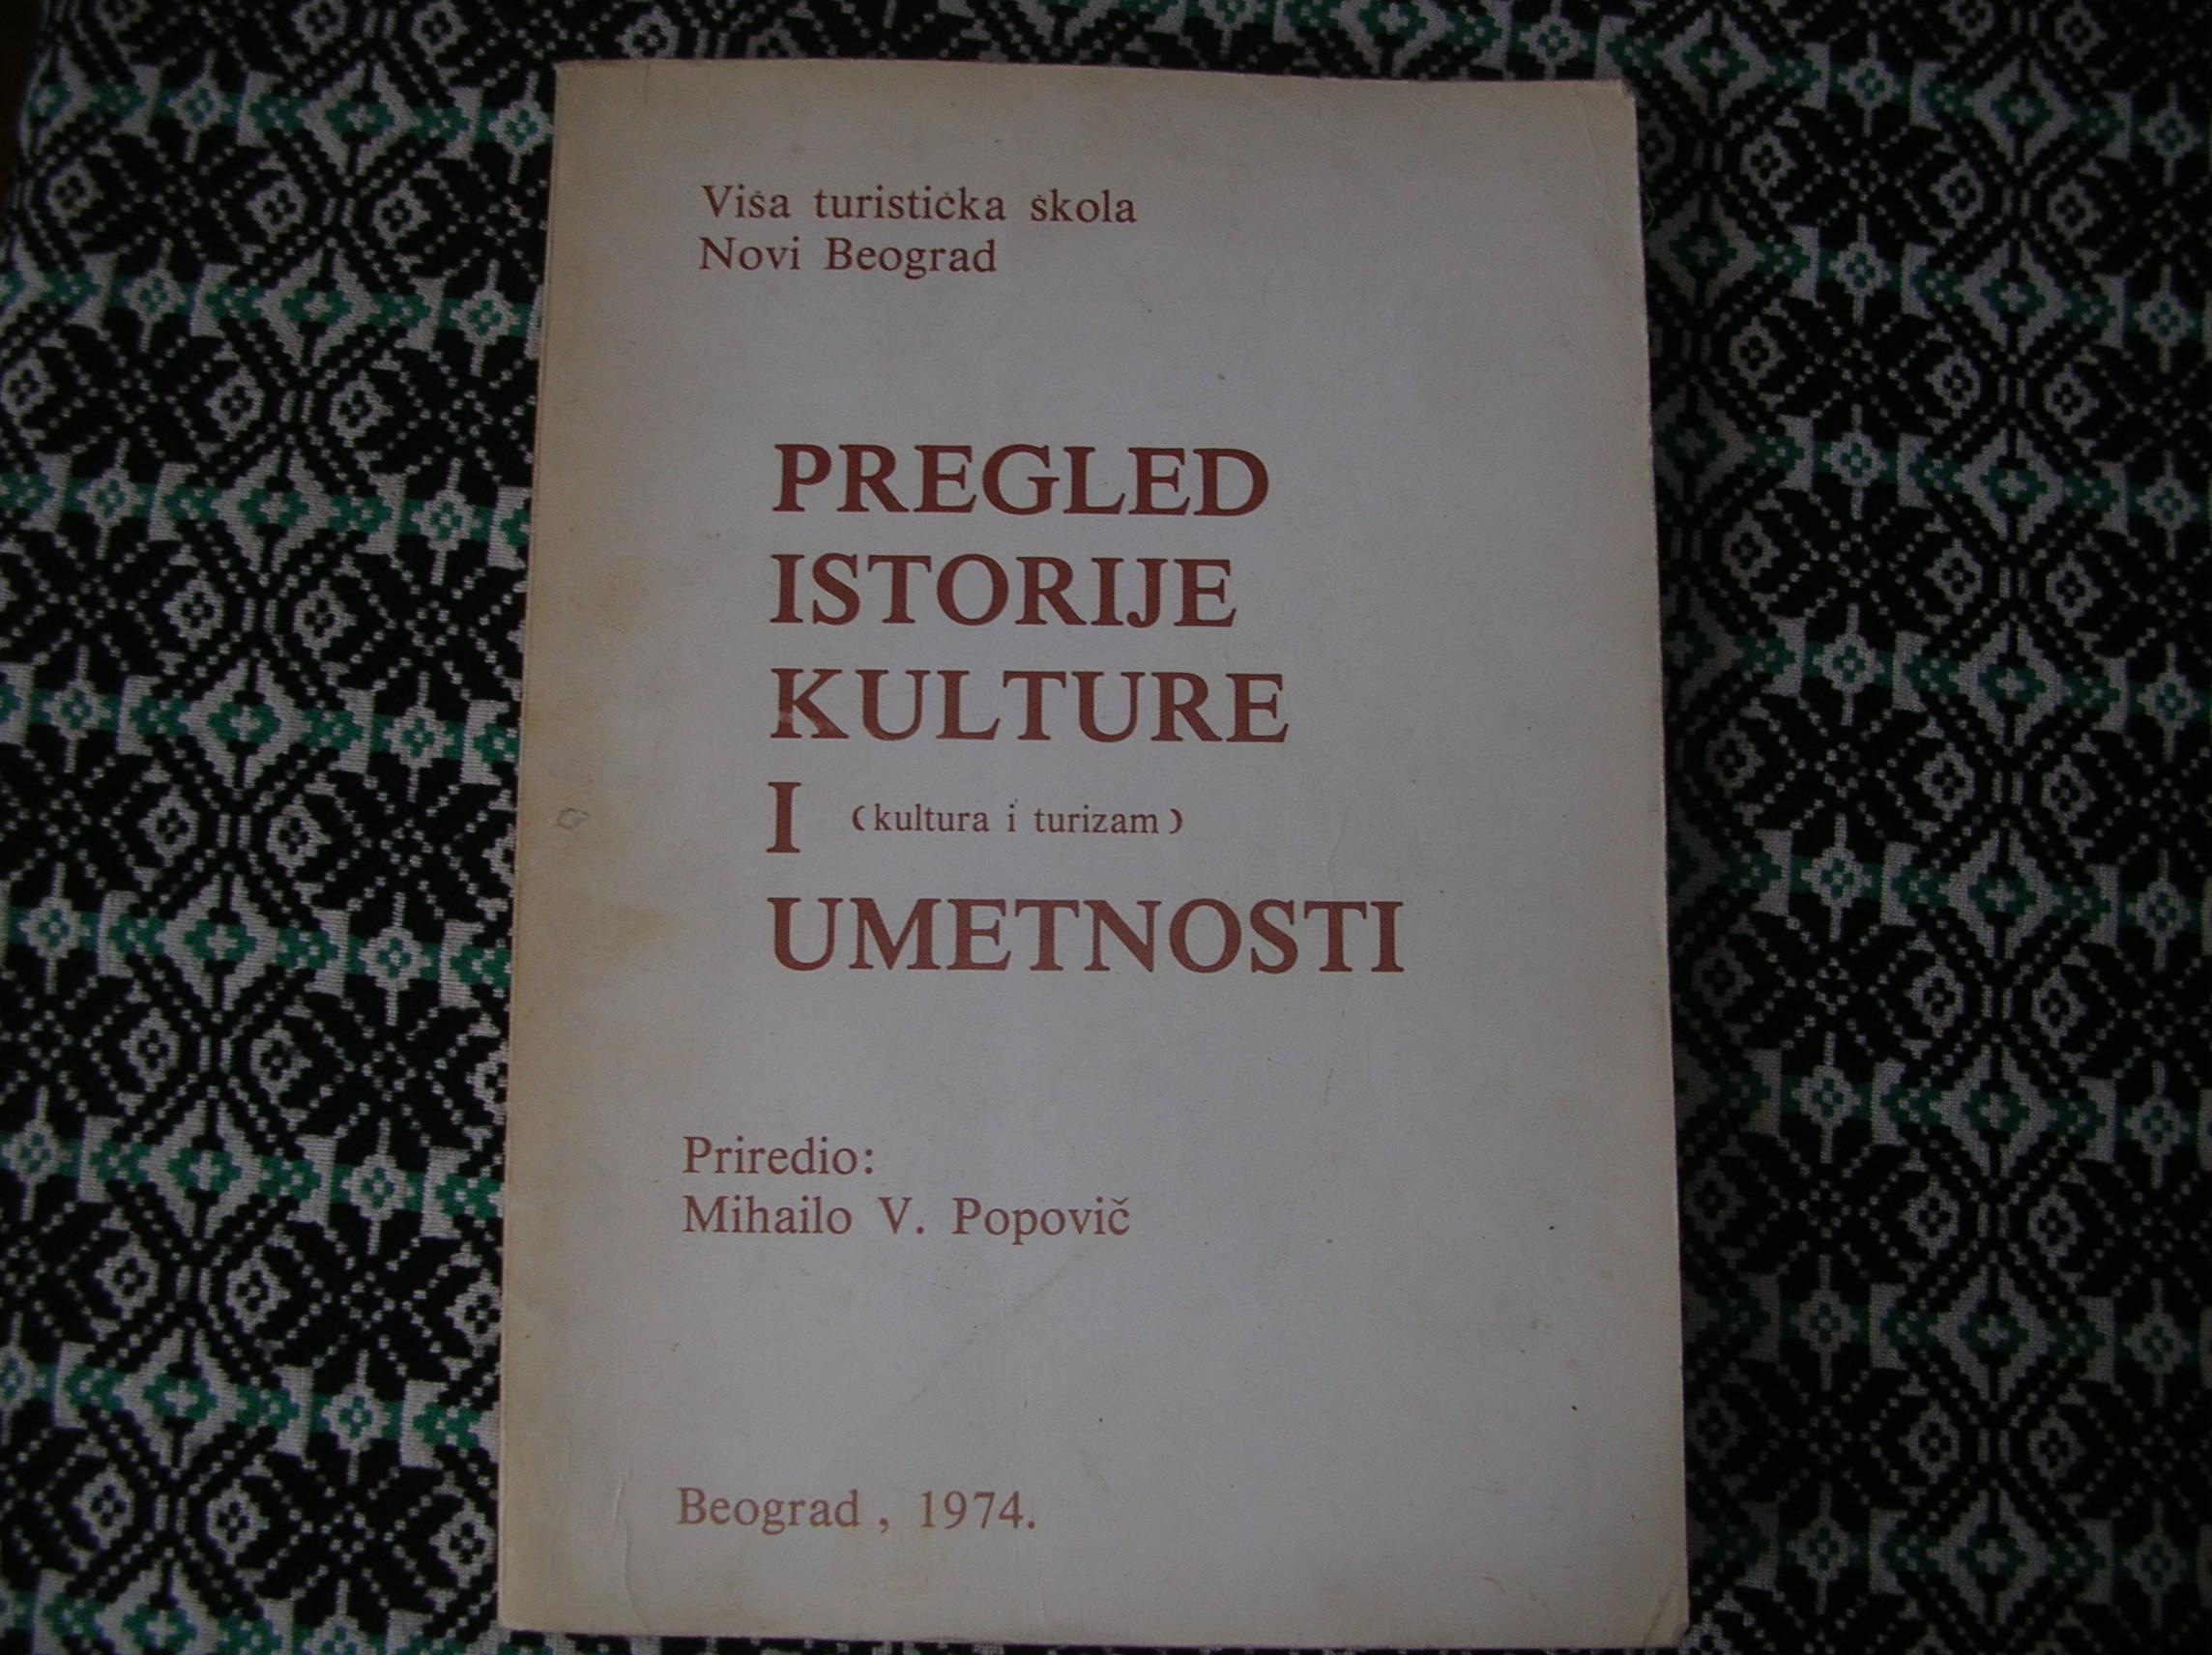 Viša turistička škola
Novi Beograd
PREGLED
ISTORIJE
KULTURE
I (kultura i turizam)
UMETNOSTI
Priredio:
Mihailo V. Popovič
Beograd , 1974.